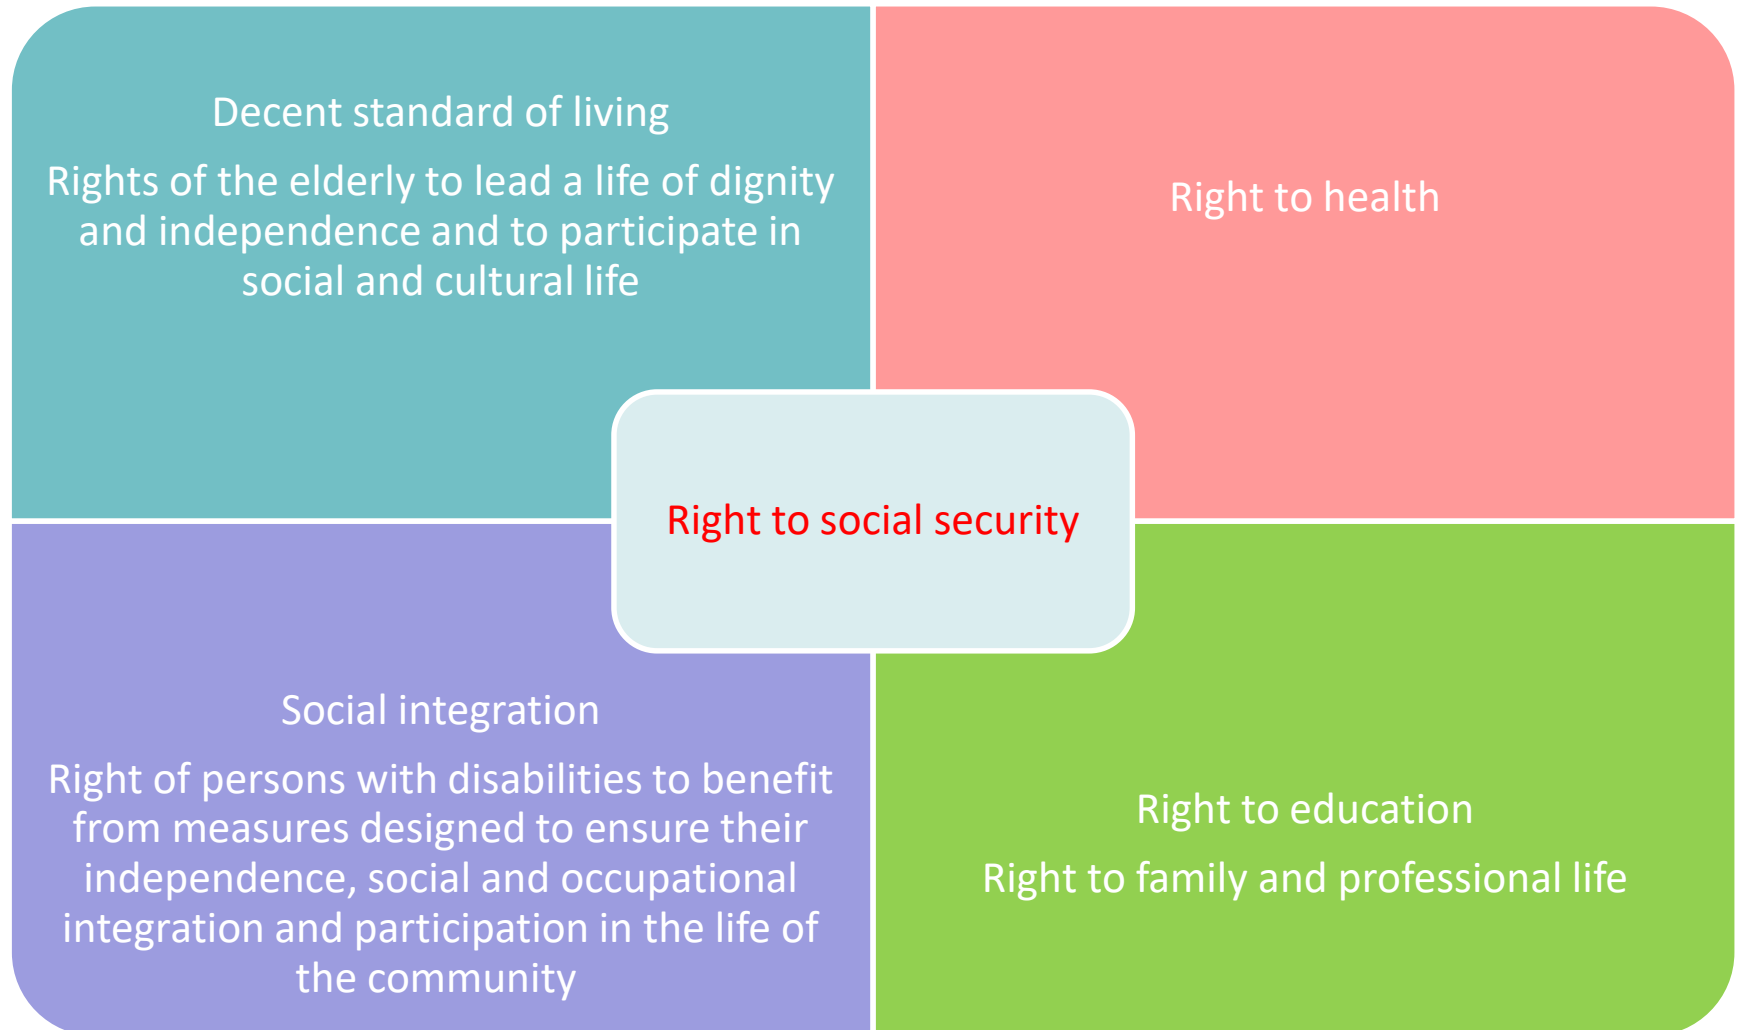 Decent standard of living
Rights of the elderly to lead a life of dignity
and independence and to participate in
social and cultural life
Right to health
Right to social security
Social integration
Right of persons with disabilities to benefit
from measures designed to ensure their
independence, social and occupational
integration and participation in the life of
the community
Right to education
Right to family and professional life